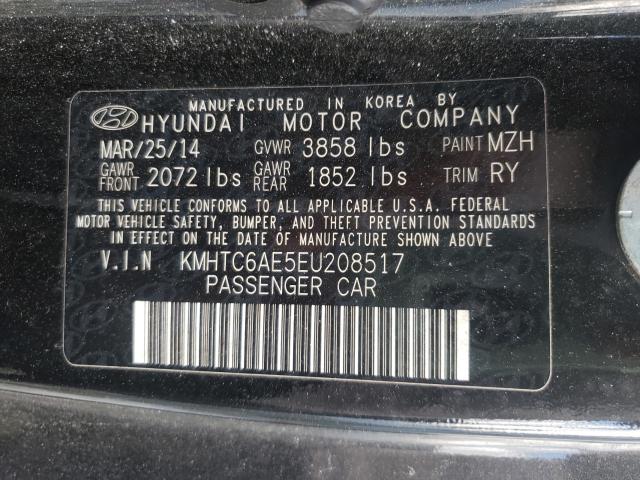 MANUFACTURED IN KOREA BY
HYUNDAI MOTOR COMPANY
MAR/25/14 GVWR 3858 lbs PAINT MZH
GAWR FRONT 2072 lbs GAWR REAR 1852 lbs TRIM RY
THIS VEHICLE CONFORMS TO ALL APPLICABLE U.S.A. FEDERAL
MOTOR VEHICLE SAFETY, BUMPER, AND THEFT PREVENTION STANDARDS
IN EFFECT ON THE DATE OF MANUFACTURE SHOWN ABOVE.
V.I.N KMHTC6AE5EU208517
PASSENGER CAR